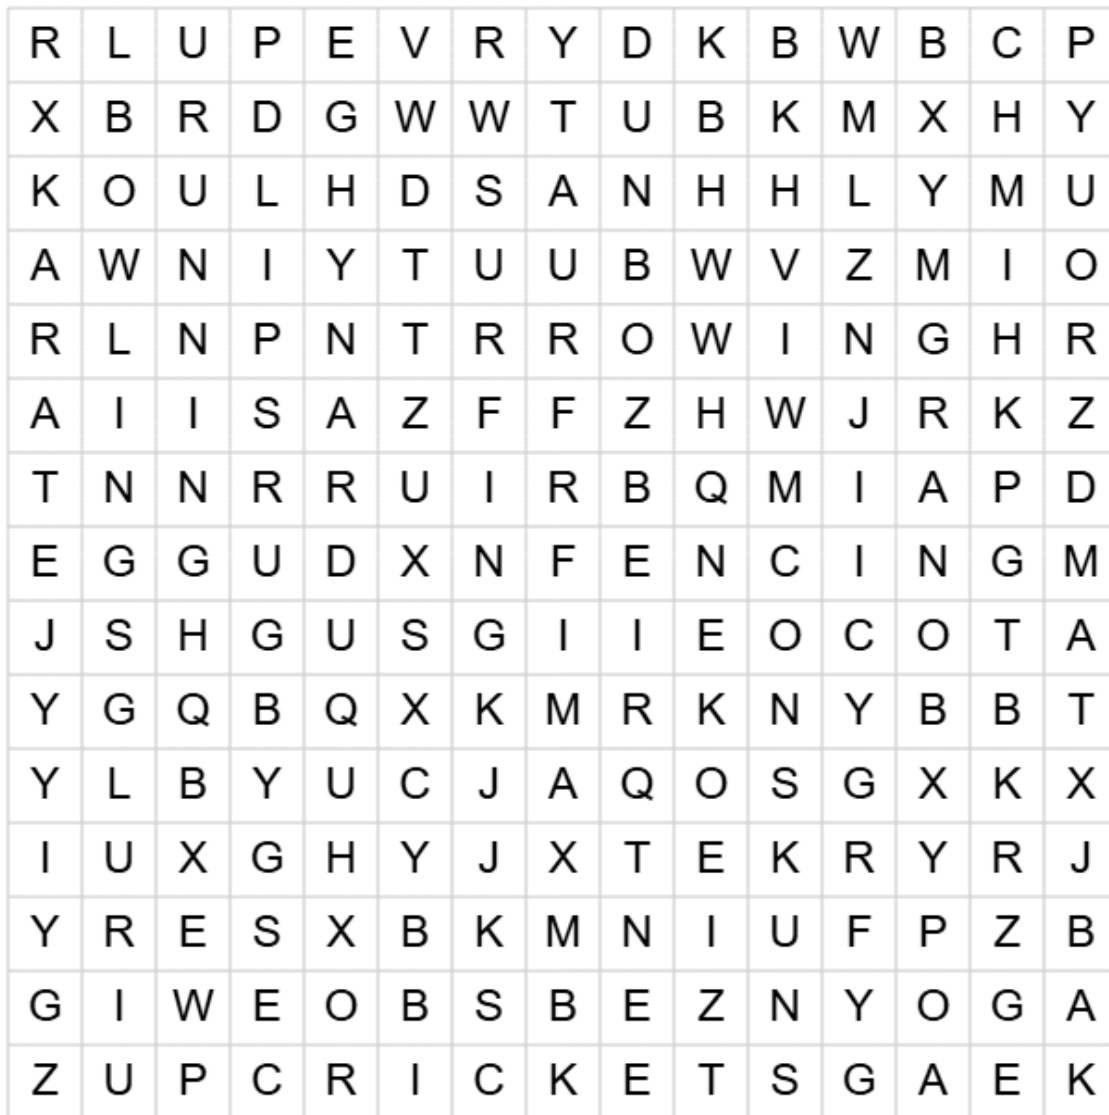 R L U P E V R Y D K B W B C P
X B R D G W W T U B K M X H Y
K O U L H D S A N H H L Y M U
A W N I Y T U U B W V Z M I O
R L N P N T R R O W I N G H R
A I I S A Z F F Z H W J R K Z
T N N R R U I R B Q M I A P D
E G G U D X N F E N C I N G M
J S H G U S G I I E O C O T A
Y G Q B Q X K M R K N Y B B T
Y L B Y U C J A Q O S G X K X
I U X G H Y J X T E K R Y R J
Y R E S X B K M N I U F P Z B
G I W E O B S B E Z N Y O G A
Z U P C R I C K E T S G A E K